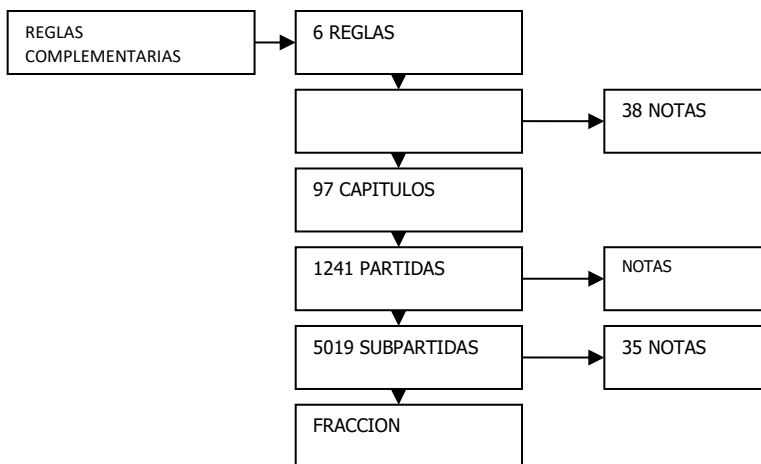 REGLAS
COMPLEMENTARIAS
6 REGLAS
38 NOTAS
97 CAPITULOS
1241 PARTIDAS
NOTAS
5019 SUBPARTIDAS
35 NOTAS
FRACCION